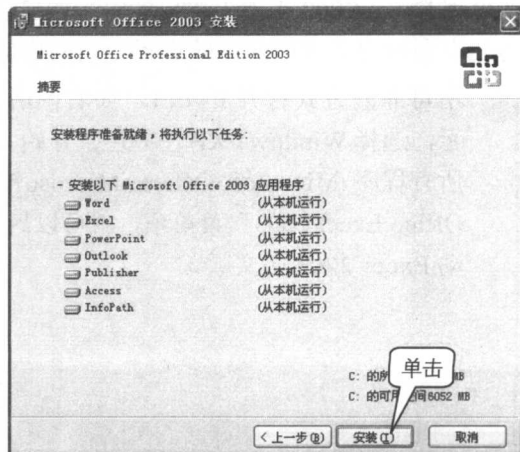 Microsoft Office 2003 安装
Microsoft Office Professional Edition 2003
摘要
安装程序准备就绪，将执行以下任务：
- 安装以下 Microsoft Office 2003 应用程序
Word (从本机运行)
Excel (从本机运行)
PowerPoint (从本机运行)
Outlook (从本机运行)
Publisher (从本机运行)
Access (从本机运行)
InfoPath (从本机运行)
单击
C: 的所 MB
C: 的可用空间6052 MB
<上一步(B) 安装(I) 取消